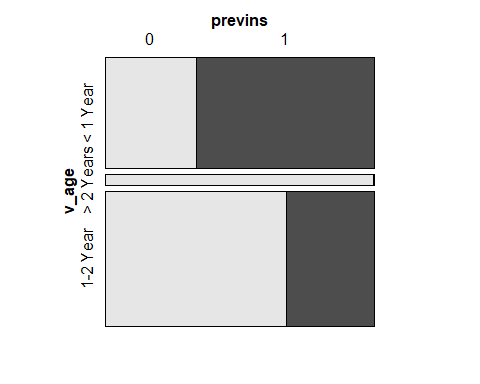 previns
0 1
v_age
< 1 Year
> 2 Years
1-2 Year